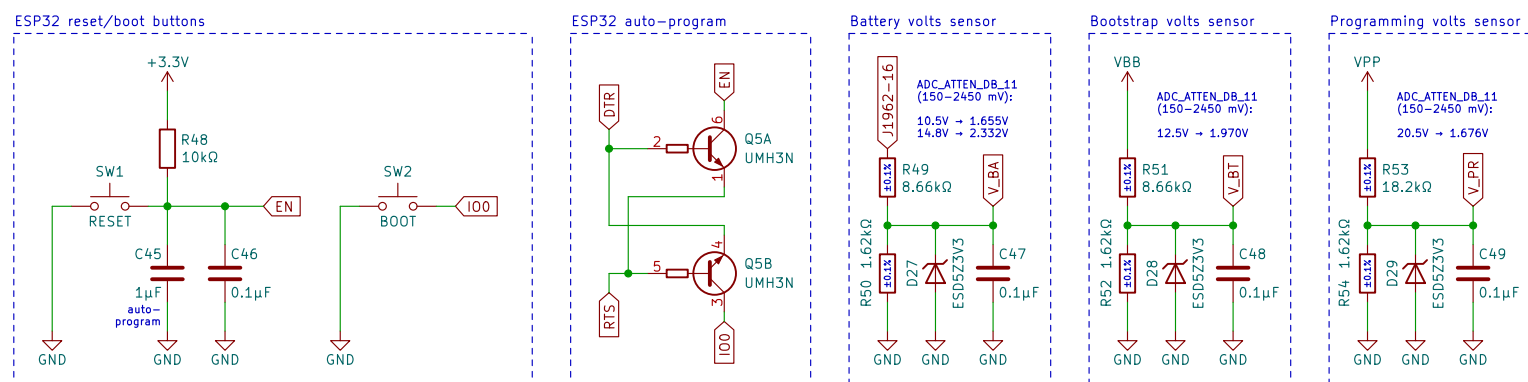 ESP32 reset/boot buttons
+3.3V
R48
10kΩ
SW1
RESET
EN
C45
1µF
auto-
program
C46
0.1µF
GND
GND
GND
SW2
BOOT
IO0
GND
ESP32 auto-program
DTR
EN
6
2
Q5A
UMH3N
1
4
5
Q5B
UMH3N
3
RTS
IO0
Battery volts sensor
J1962-16
ADC_ATTEN_DB_11
(150-2450 mV):
10.5V → 1.655V
14.8V → 2.332V
±0.1%
R49
8.66kΩ
V_BA
R50 1.62kΩ
±0.1%
D27
ESD5Z3V3
C47
0.1µF
GND
GND
GND
Bootstrap volts sensor
VBB
ADC_ATTEN_DB_11
(150-2450 mV):
12.5V → 1.970V
±0.1%
R51
8.66kΩ
V_BT
R52 1.62kΩ
±0.1%
D28
ESD5Z3V3
C48
0.1µF
GND
GND
GND
Programming volts sensor
VPP
ADC_ATTEN_DB_11
(150-2450 mV):
20.5V → 1.676V
±0.1%
R53
18.2kΩ
V_PR
R54 1.62kΩ
±0.1%
D29
ESD5Z3V3
C49
0.1µF
GND
GND
GND